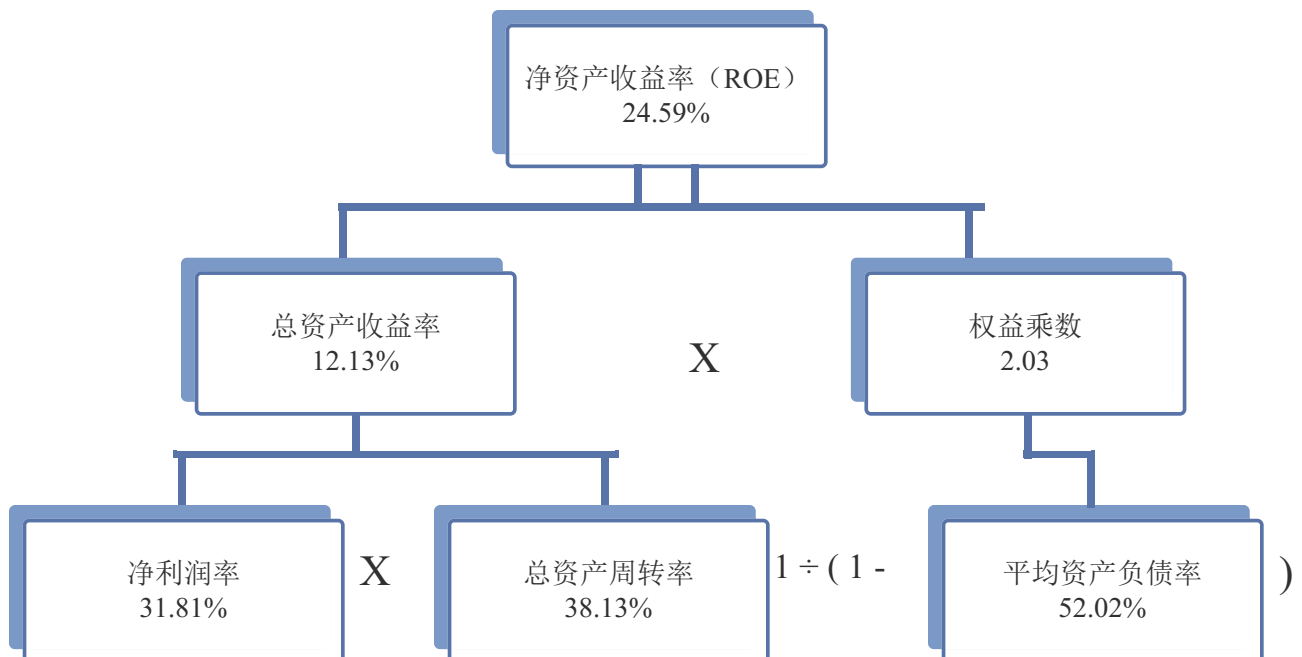 净资产收益率（ROE）
24.59%
总资产收益率
12.13%
X
权益乘数
2.03
净利润率
31.81%
X
总资产周转率
38.13%
1 ÷ ( 1 -
平均资产负债率
52.02%
)